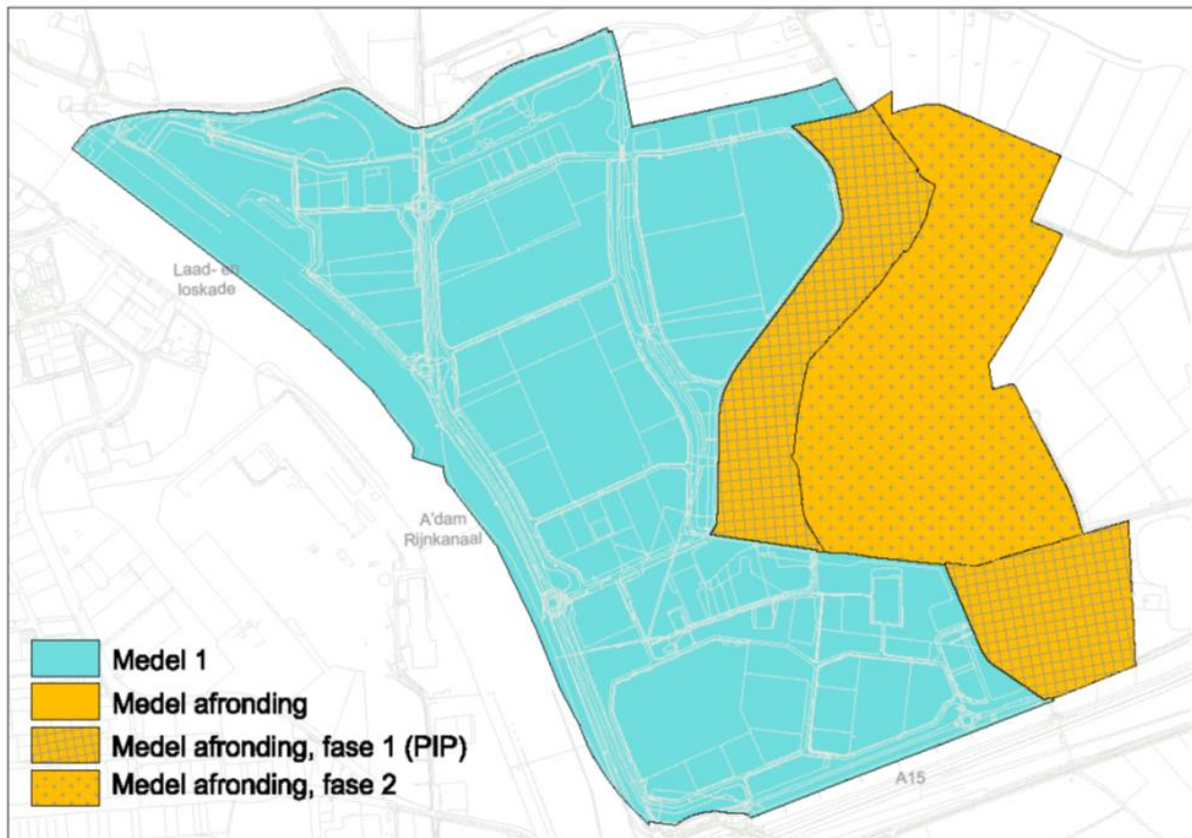 Laad- en
loskade
A'dam
Rijnkanaal
Medel 1
Medel afronding
Medel afronding, fase 1 (PIP)
Medel afronding, fase 2
A15